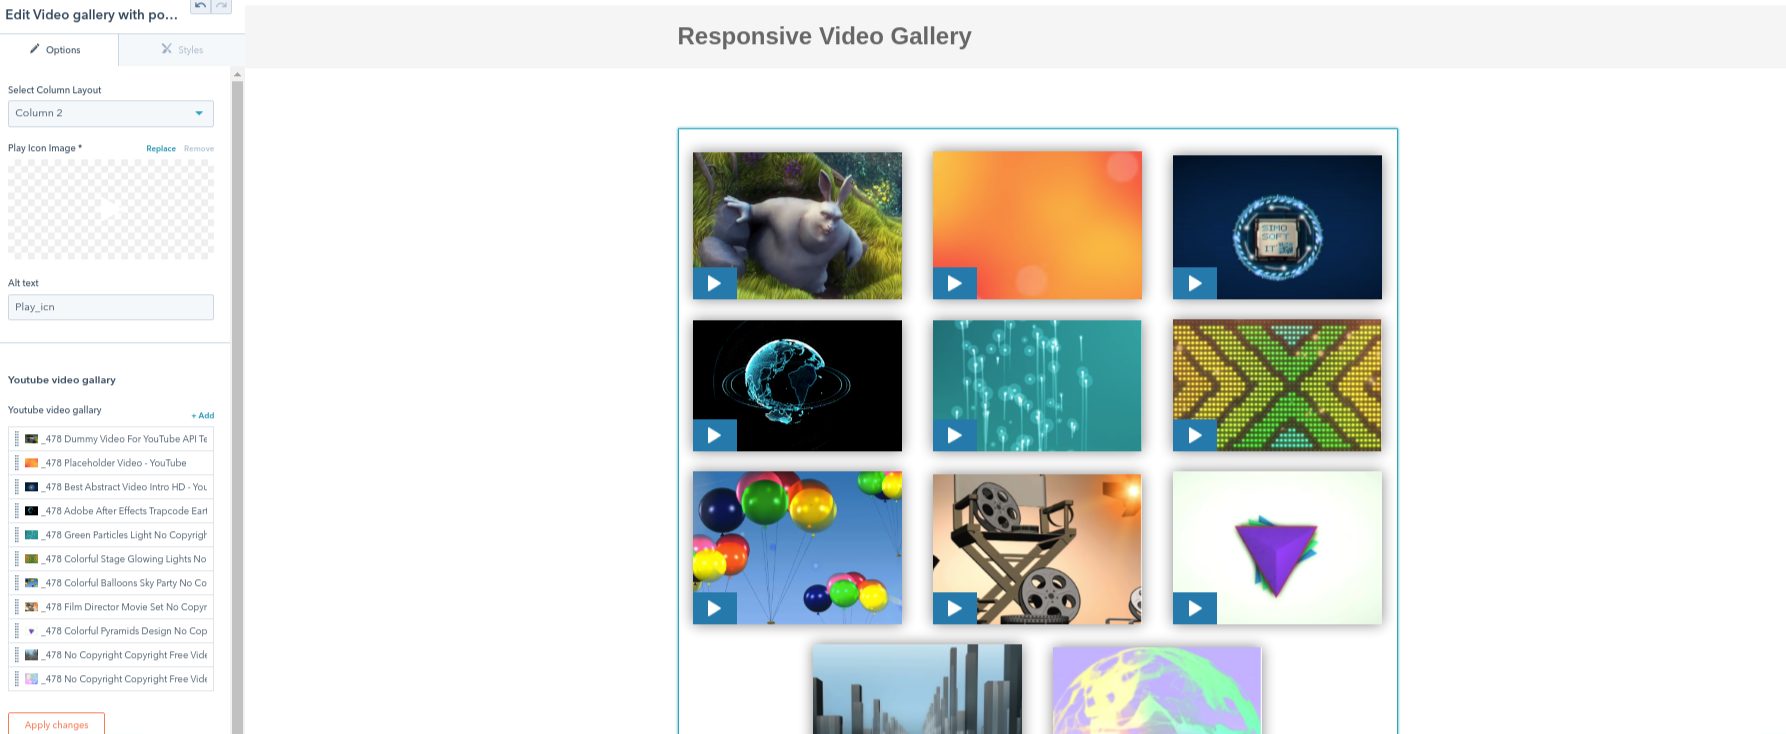 Edit Video gallery with po...
Options
Styles
Select Column Layout
Column 2
Play Icon Image *
Replace
Remove
Alt text
Play_icn
Youtube video gallary
Youtube video gallary
+ Add
_478 Dummy Video For YouTube API Te
_478 Placeholder Video - YouTube
_478 Best Abstract Video Intro HD - You
_478 Adobe After Effects Trapcode Eart
_478 Green Particles Light No Copyrigh
_478 Colorful Stage Glowing Lights No
_478 Colorful Balloons Sky Party No Co
_478 Film Director Movie Set No Copyr
_478 Colorful Pyramids Design No Cop
_478 No Copyright Copyright Free Vide
_478 No Copyright Copyright Free Vide
Apply changes
Responsive Video Gallery
SIMO
SOFT
IT